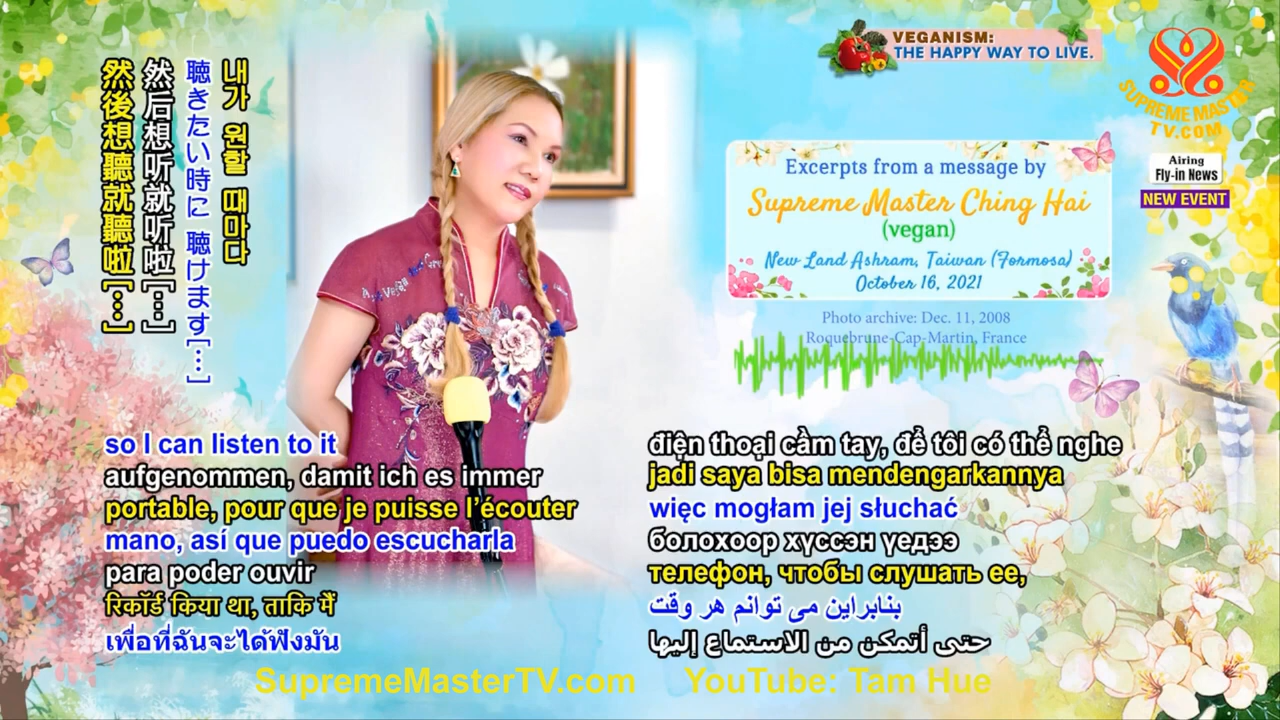 然後想聽就聽啦[…]
然后想听就听啦[…]
聴きたい時に 聴けます[…]
내가 원할 때마다
VEGANISM:
THE HAPPY WAY TO LIVE.
SUPREME MASTER
TV.COM
Airing
Fly-in News
NEW EVENT
Excerpts from a message by
Supreme Master Ching Hai
(vegan)
New Land Ashram, Taiwan (Formosa)
October 16, 2021
Photo archive: Dec. 11, 2008
Roquebrune-Cap-Martin, France
so I can listen to it
aufgenommen, damit ich es immer
portable, pour que je puisse l'écouter
mano, así que puedo escucharla
para poder ouvir
रिकॉर्ड किया था, ताकि मैं
เพื่อที่ฉันจะได้ฟังมัน
điện thoại cầm tay, để tôi có thể nghe
jadi saya bisa mendengarkannya
więc mogłam jej słuchać
болохоор хүссэн үедээ
телефон, чтобы слушать ее,
بنابراین می توانم هر وقت
حتى أتمكن من الاستماع إليها
SupremeMasterTV.com YouTube: Tam Hue